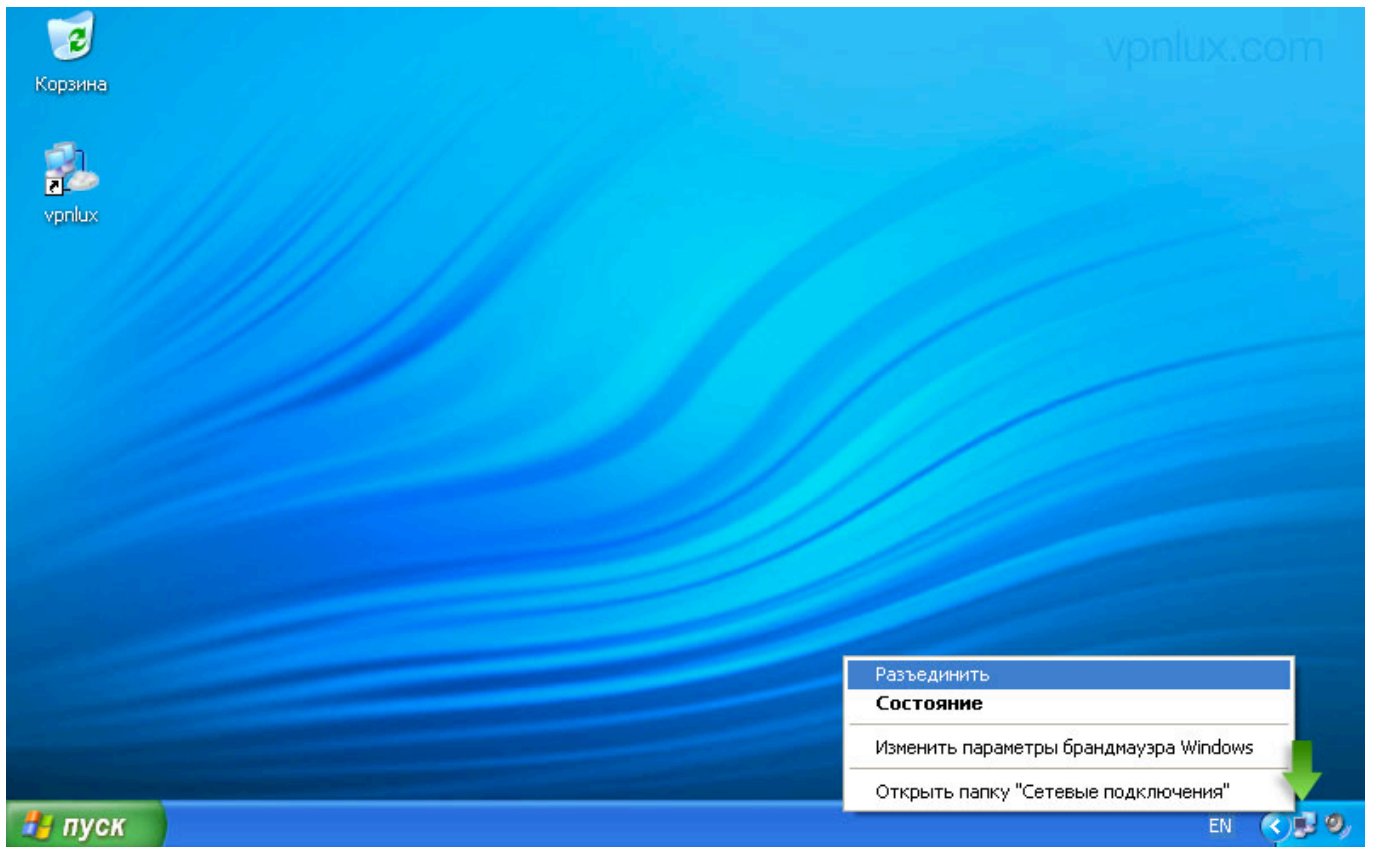 vpnlux.com
Корзина
vpnlux
Разъединить
Состояние
Изменить параметры брандмауэра Windows
Открыть папку "Сетевые подключения"
пуск
EN